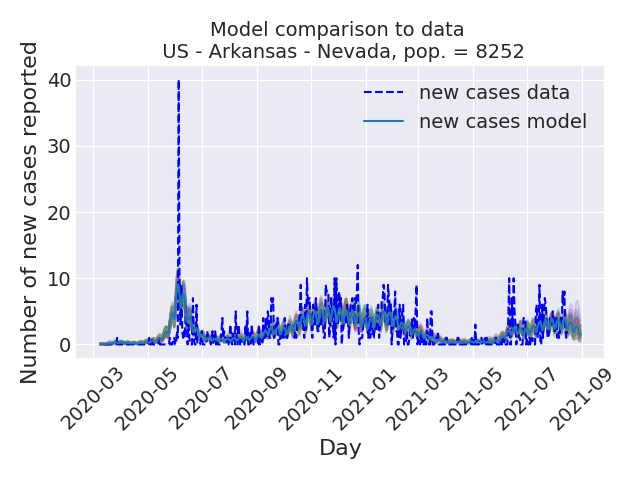 Model comparison to data
US - Arkansas - Nevada, pop. = 8252
Number of new cases reported
40
30
20
10
0
new cases data
new cases model
2020-03
2020-05
2020-07
2020-09
2020-11
2021-01
2021-03
2021-05
2021-07
2021-09
Day